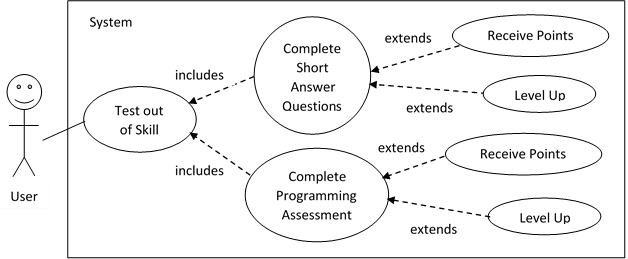 System
User
Test out
of Skill
includes
includes
Complete
Short
Answer
Questions
extends
extends
Receive Points
Level Up
Complete
Programming
Assessment
extends
extends
Receive Points
Level Up